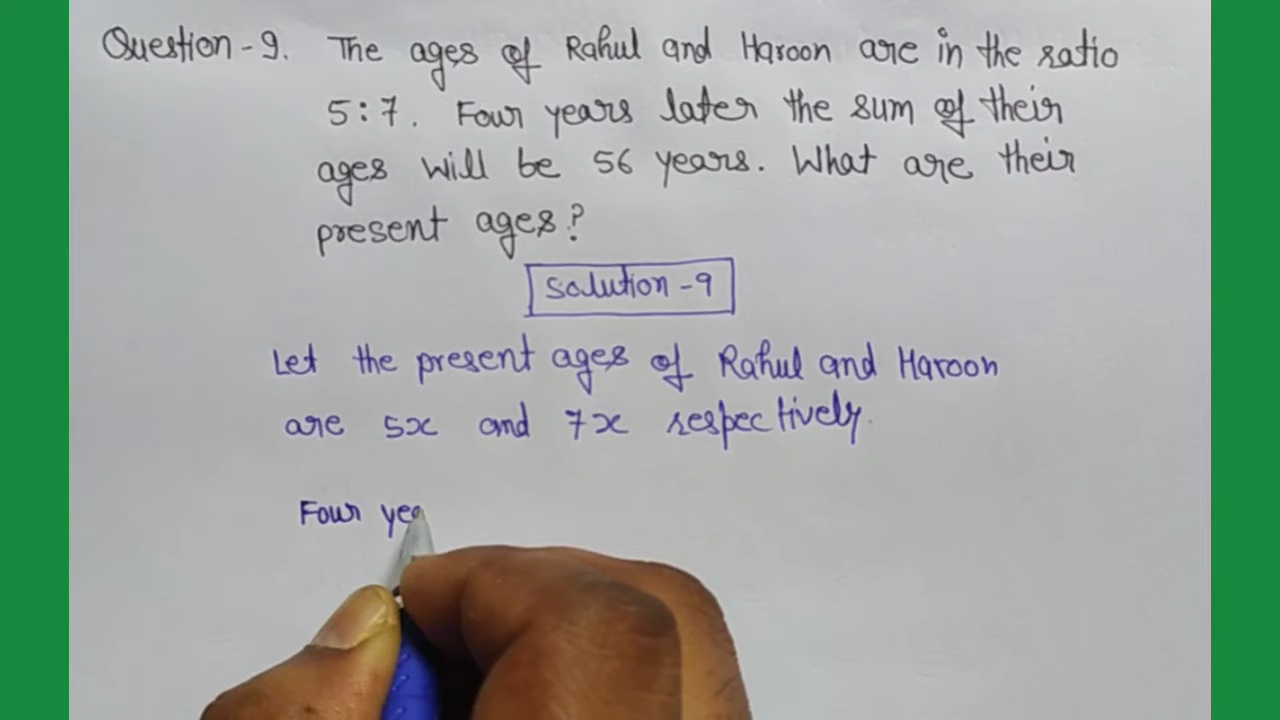 Question - 9. The ages of Rahul and Haroon are in the ratio
5:7. Four years later the sum of their
ages will be 56 years. What are their
present ages?
Solution - 9
Let the present ages of Rahul and Haroon
are 5x and 7x respectively.
Four yea